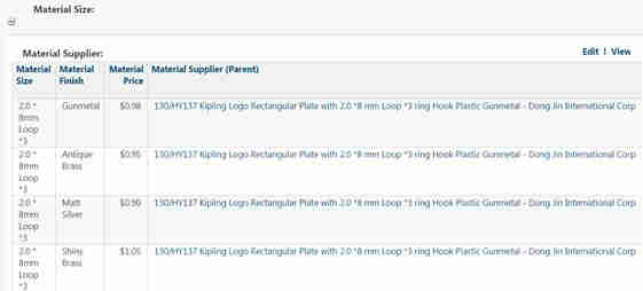 Material Size:
Material Supplier:
Edit | View
Material Size Material Finish Material Price Material Supplier (Parent)
2.0 * 8mm Loop *3 Gunmetal $0.98 130/HY137 Kipling Logo Rectangular Plate with 2.0 *8 mm Loop *3 ring Hook Plastic Gunmetal - Dong Jin International Corp
2.0 * 8mm Loop *3 Antique Brass $0.95 130/HY137 Kipling Logo Rectangular Plate with 2.0 *8 mm Loop *3 ring Hook Plastic Gunmetal - Dong Jin International Corp
2.0 * 8mm Loop *3 Matt Silver $0.90 130/HY137 Kipling Logo Rectangular Plate with 2.0 *8 mm Loop *3 ring Hook Plastic Gunmetal - Dong Jin International Corp
2.0 * 8mm Loop *3 Shiny Brass $1.05 130/HY137 Kipling Logo Rectangular Plate with 2.0 *8 mm Loop *3 ring Hook Plastic Gunmetal - Dong Jin International Corp